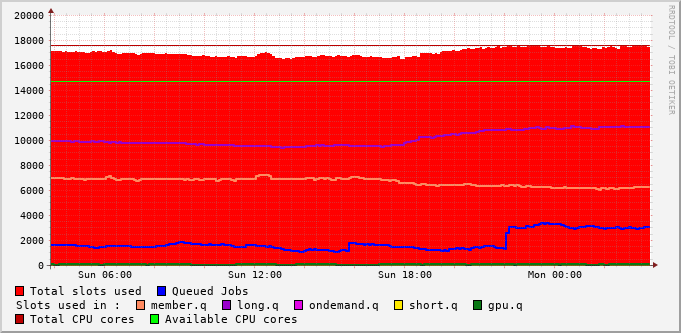 RRDTOOL / TOBI OETIKER
20000
18000
16000
14000
12000
10000
8000
6000
4000
2000
0
Sun 06:00 Sun 12:00 Sun 18:00 Mon 00:00
Total slots used Queued Jobs
Slots used in : member.q long.q ondemand.q short.q gpu.q
Total CPU cores Available CPU cores